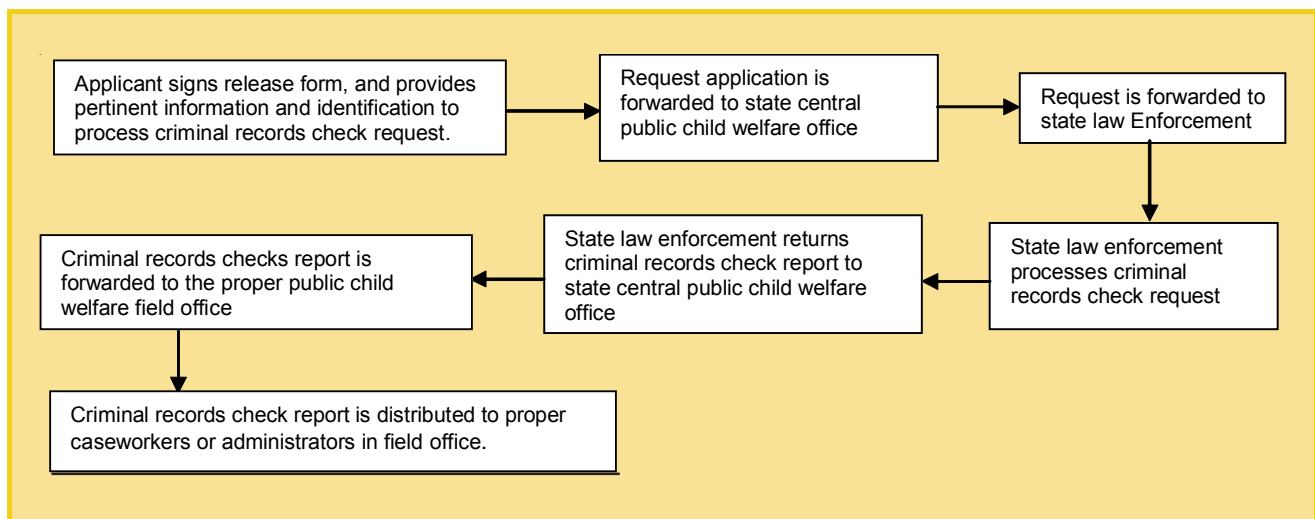 Applicant signs release form, and provides
pertinent information and identification to
process criminal records check request.
Request application is
forwarded to state central
public child welfare office
Request is forwarded to
state law Enforcement
State law enforcement
processes criminal
records check request
State law enforcement returns
criminal records check report to
state central public child welfare
office
Criminal records checks report is
forwarded to the proper public child
welfare field office
Criminal records check report is distributed to proper
caseworkers or administrators in field office.